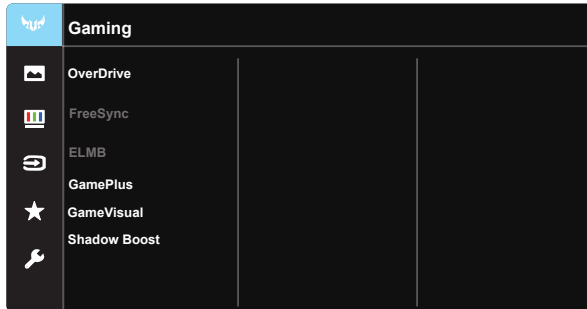 Gaming
OverDrive
FreeSync
ELMB
GamePlus
GameVisual
Shadow Boost